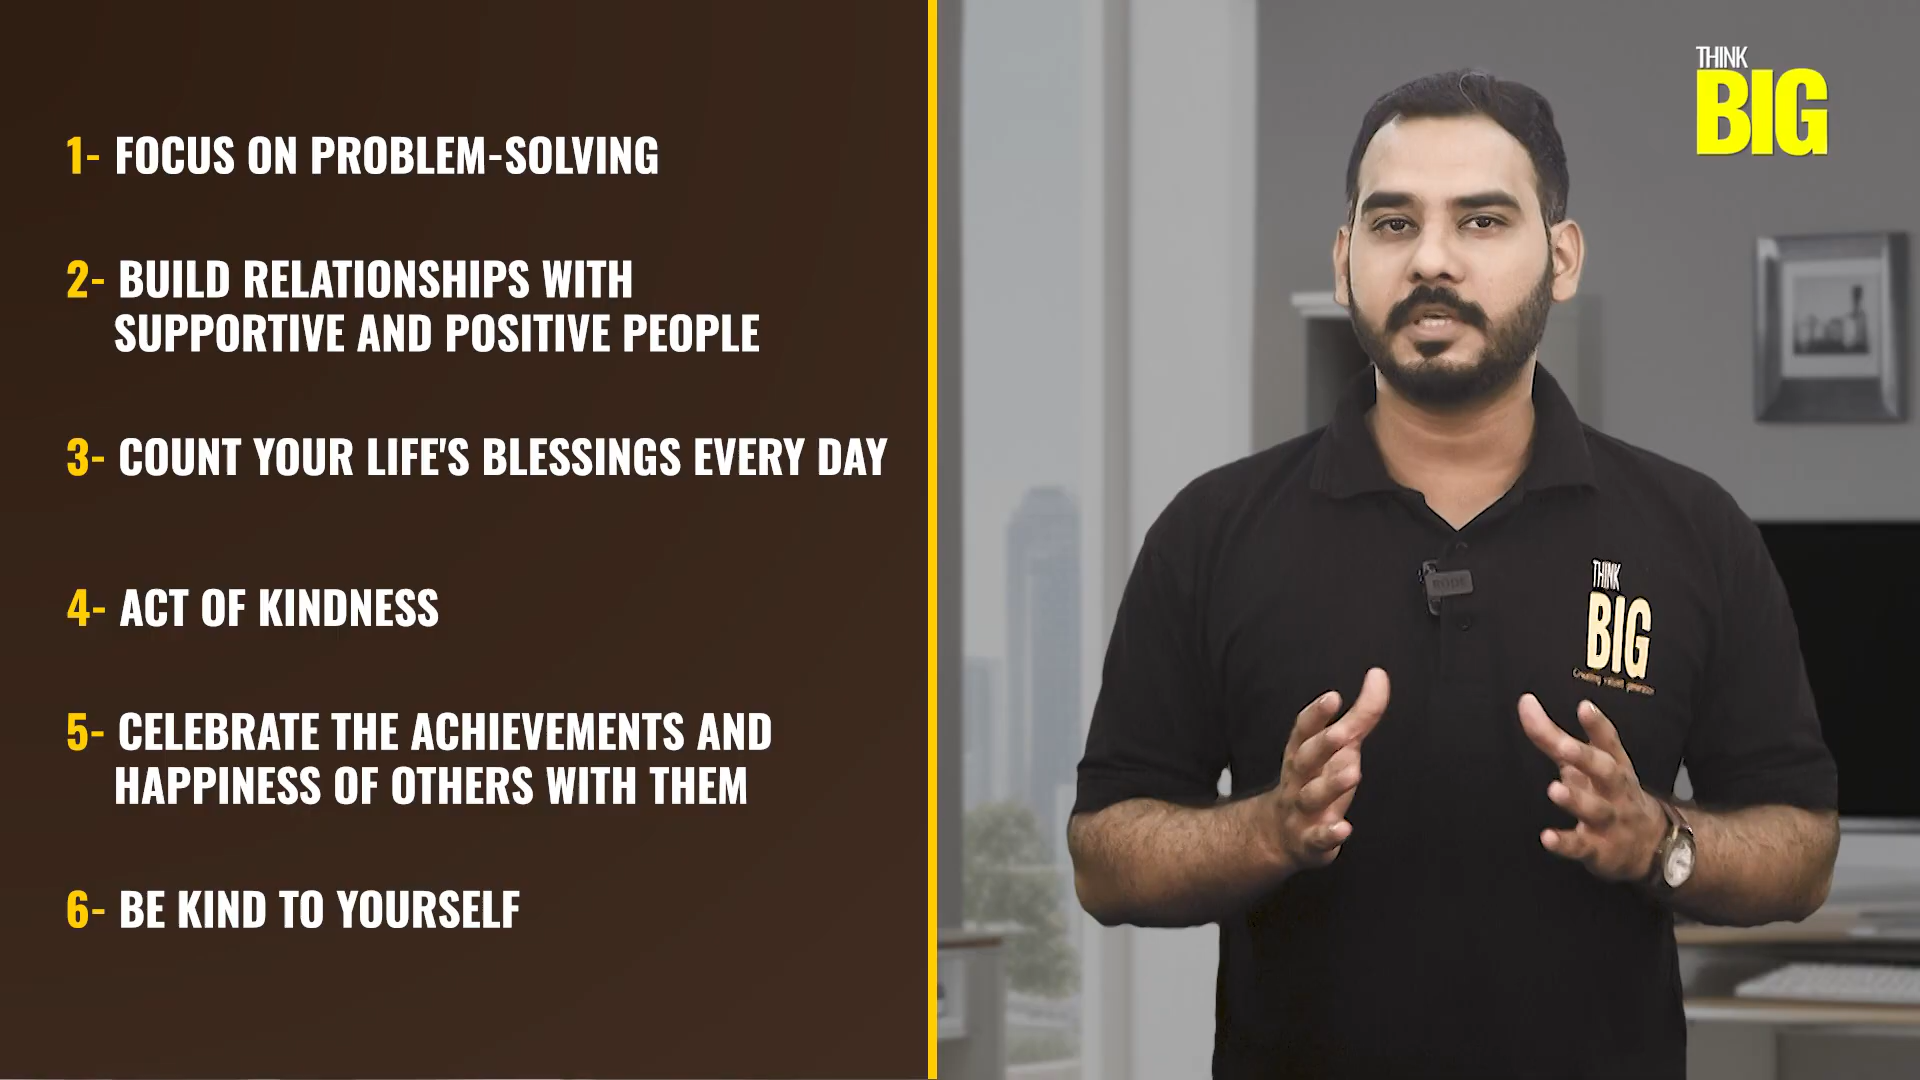 1- FOCUS ON PROBLEM-SOLVING
2- BUILD RELATIONSHIPS WITH
SUPPORTIVE AND POSITIVE PEOPLE
3- COUNT YOUR LIFE'S BLESSINGS EVERY DAY
4- ACT OF KINDNESS
5- CELEBRATE THE ACHIEVEMENTS AND
HAPPINESS OF OTHERS WITH THEM
6- BE KIND TO YOURSELF
THINK
BIG
RØDE
THINK
BIG